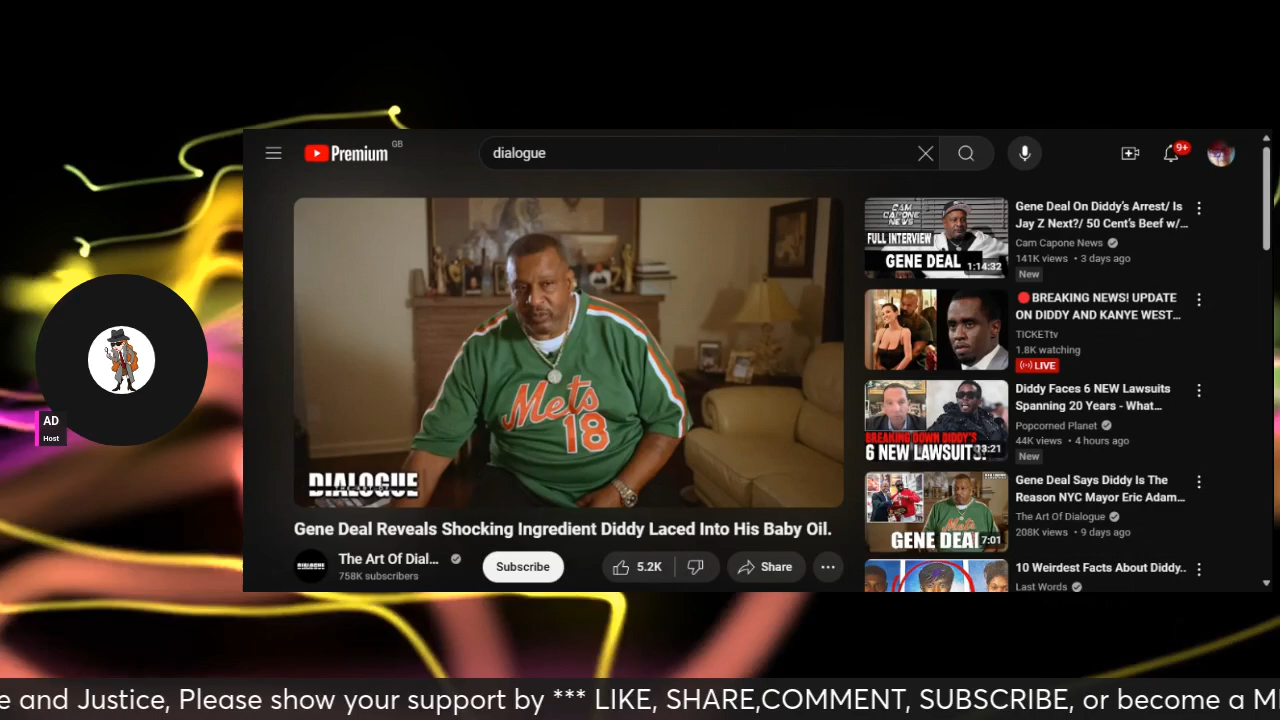 Premium
GB
dialogue
9+
Mets
18
DIALOGUE
Gene Deal Reveals Shocking Ingredient Diddy Laced Into His Baby Oil.
The Art Of Dial...
758K subscribers
Subscribe
5.2K
Share
CAM
CAPONE
NEWS
FULL INTERVIEW
GENE DEAL
1:14:32
Gene Deal On Diddy's Arrest/ Is
Jay Z Next?/ 50 Cent's Beef w/...
Cam Capone News
141K views • 3 days ago
New
🔴BREAKING NEWS! UPDATE
ON DIDDY AND KANYE WEST...
TICKETtv
1.8K watching
LIVE
BREAKING DOWN DIDDY'S
6 NEW LAWSUITS!
Diddy Faces 6 NEW Lawsuits
Spanning 20 Years - What...
Popcorned Planet
44K views • 4 hours ago
New
GENE DEAL
7:01
Gene Deal Says Diddy Is The
Reason NYC Mayor Eric Adam...
The Art Of Dialogue
208K views • 9 days ago
10 Weirdest Facts About Diddy..
Last Words
AD
Host
e and Justice, Please show your support by *** LIKE, SHARE,COMMENT, SUBSCRIBE, or become a M